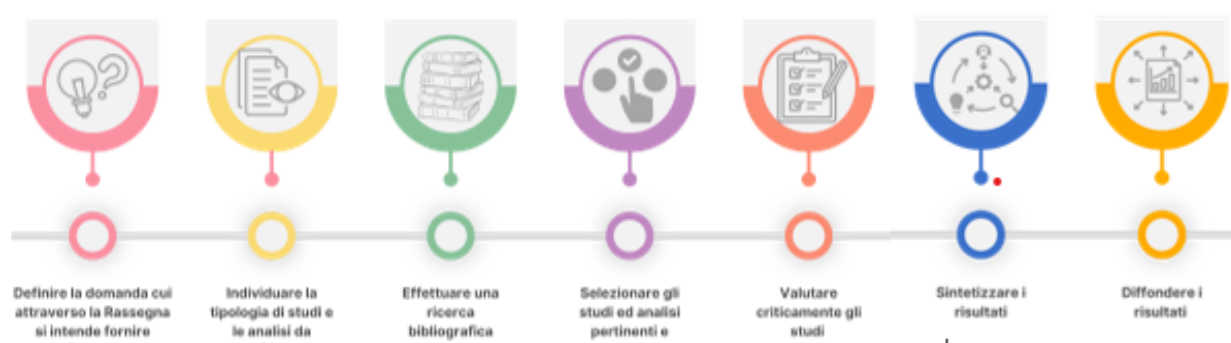 Definire la domanda cui
attraverso la Rassegna
si intende fornire
Individuare la
tipologia di studi e
le analisi da
Effettuare una
ricerca
bibliografica
Selezionare gli
studi ed analisi
pertinenti e
Valutare
criticamente gli
studi
Sintetizzare i
risultati
Diffondere i
risultati